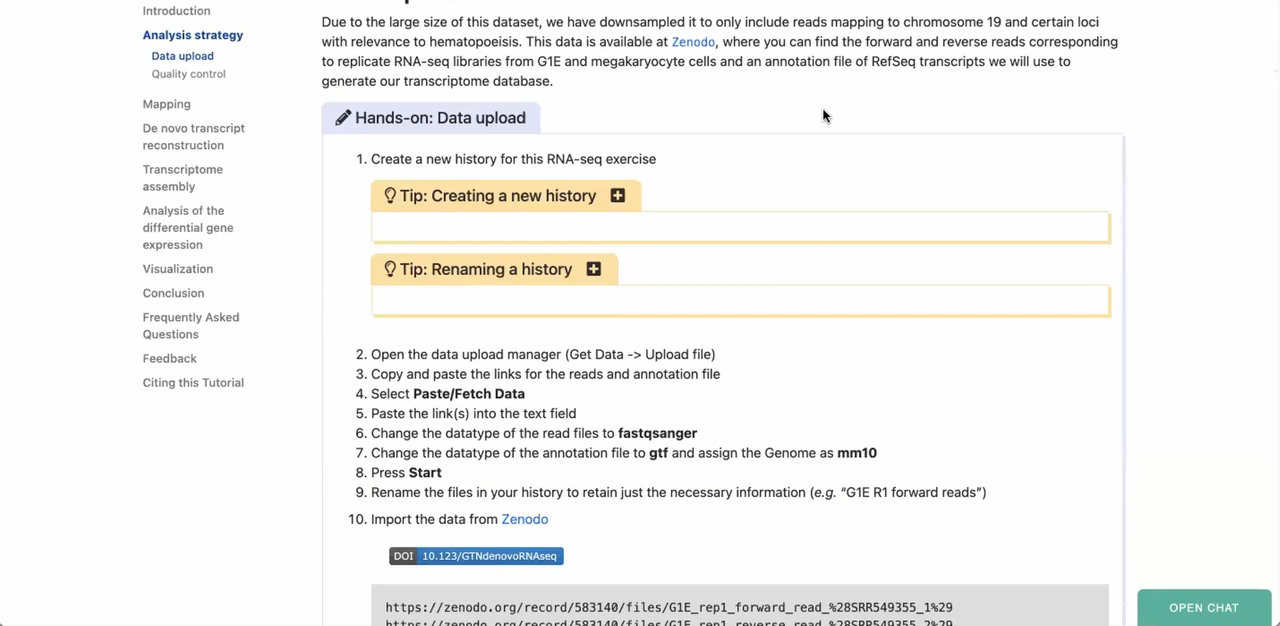 Introduction
Analysis strategy
Data upload
Quality control
Mapping
De novo transcript
reconstruction
Transcriptome
assembly
Analysis of the
differential gene
expression
Visualization
Conclusion
Frequently Asked
Questions
Feedback
Citing this Tutorial
Due to the large size of this dataset, we have downsampled it to only include reads mapping to chromosome 19 and certain loci
with relevance to hematopoeisis. This data is available at Zenodo, where you can find the forward and reverse reads corresponding
to replicate RNA-seq libraries from G1E and megakaryocyte cells and an annotation file of RefSeq transcripts we will use to
generate our transcriptome database.
Hands-on: Data upload
1. Create a new history for this RNA-seq exercise
Tip: Creating a new history
Tip: Renaming a history
2. Open the data upload manager (Get Data -> Upload file)
3. Copy and paste the links for the reads and annotation file
4. Select Paste/Fetch Data
5. Paste the link(s) into the text field
6. Change the datatype of the read files to fastqsanger
7. Change the datatype of the annotation file to gtf and assign the Genome as mm10
8. Press Start
9. Rename the files in your history to retain just the necessary information (e.g. “G1E R1 forward reads”)
10. Import the data from Zenodo
DOI 10.123/GTNdenovoRNAseq
https://zenodo.org/record/583140/files/G1E_rep1_forward_read_%28SRR549355_1%29
https://zenodo.org/record/583140/files/G1E_rep1_reverse_read_%28SRR549355_2%29
OPEN CHAT